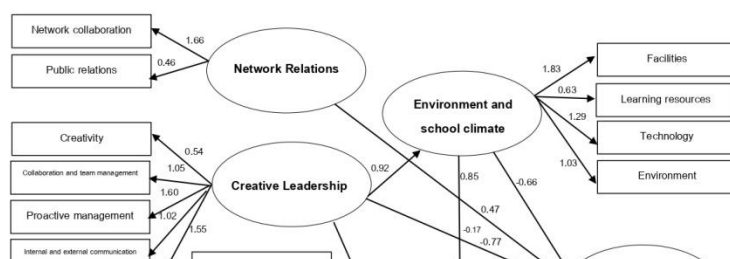 Network collaboration
1.66
Public relations
0.46
Network Relations
Environment and
school climate
1.83
Facilities
0.63
Learning resources
1.29
Technology
1.03
Environment
Creativity
0.54
Collaboration and team management
1.05
Proactive management
1.60
Internal and external communication
1.02
1.55
Creative Leadership
0.92
0.85
-0.66
0.47
-0.17
-0.77